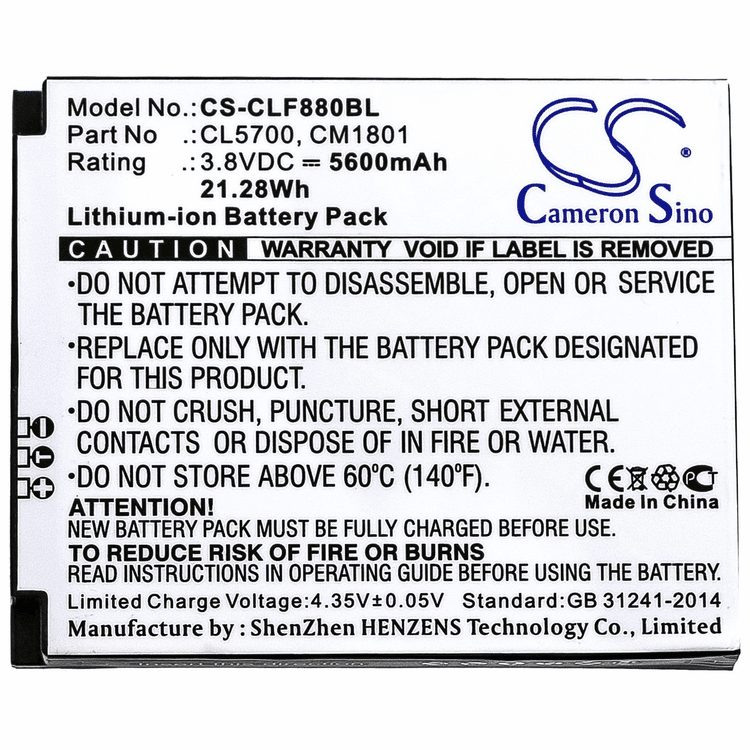 Model No.: CS-CLF880BL
Part No : CL5700, CM1801
Rating : 3.8VDC ⎓ 5600mAh
21.28Wh
Lithium-ion Battery Pack
CS
®
Cameron Sino
CAUTION WARRANTY VOID IF LABEL IS REMOVED
•DO NOT ATTEMPT TO DISASSEMBLE, OPEN OR SERVICE
THE BATTERY PACK.
•REPLACE ONLY WITH THE BATTERY PACK DESIGNATED
FOR THIS PRODUCT.
•DO NOT CRUSH, PUNCTURE, SHORT EXTERNAL
CONTACTS OR DISPOSE OF IN FIRE OR WATER.
•DO NOT STORE ABOVE 60ºC (140ºF).
CE PCT
Made In China
ATTENTION!
NEW BATTERY PACK MUST BE FULLY CHARGED BEFORE USE.
TO REDUCE RISK OF FIRE OR BURNS
READ INSTRUCTIONS IN OPERATING GUIDE BEFORE USING THE BATTERY.
Limited Charge Voltage:4.35V±0.05V Standard:GB 31241-2014
Manufacture by : ShenZhen HENZENS Technology Co., Limited